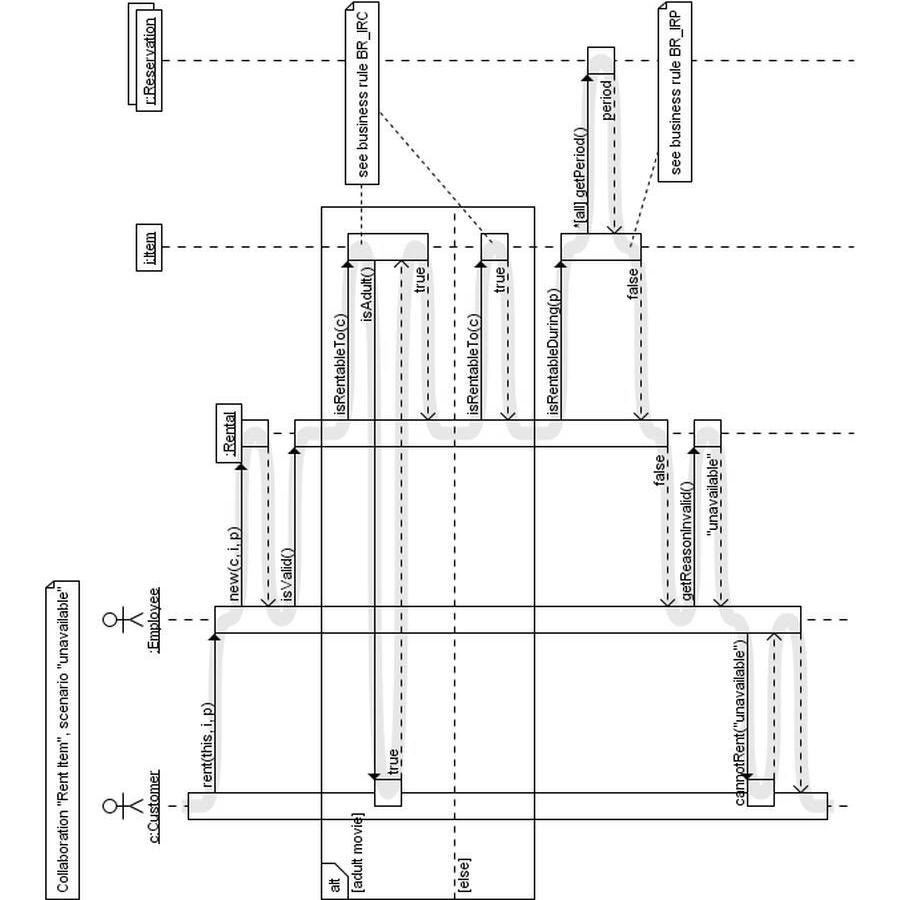 Collaboration "Rent Item", scenario "unavailable"
c:Customer
:Employee
:Rental
i:Item
r:Reservation
rent(this, i, p)
new(c, i, p)
isValid()
alt
[adult movie]
isRentableTo(c)
see business rule BR_IRC
isAdult()
true
true
[else]
isRentableTo(c)
true
isRentableDuring(p)
*[all] getPeriod()
period
false
see business rule BR_IRP
false
getReasonInvalid()
"unavailable"
cannotRent("unavailable")